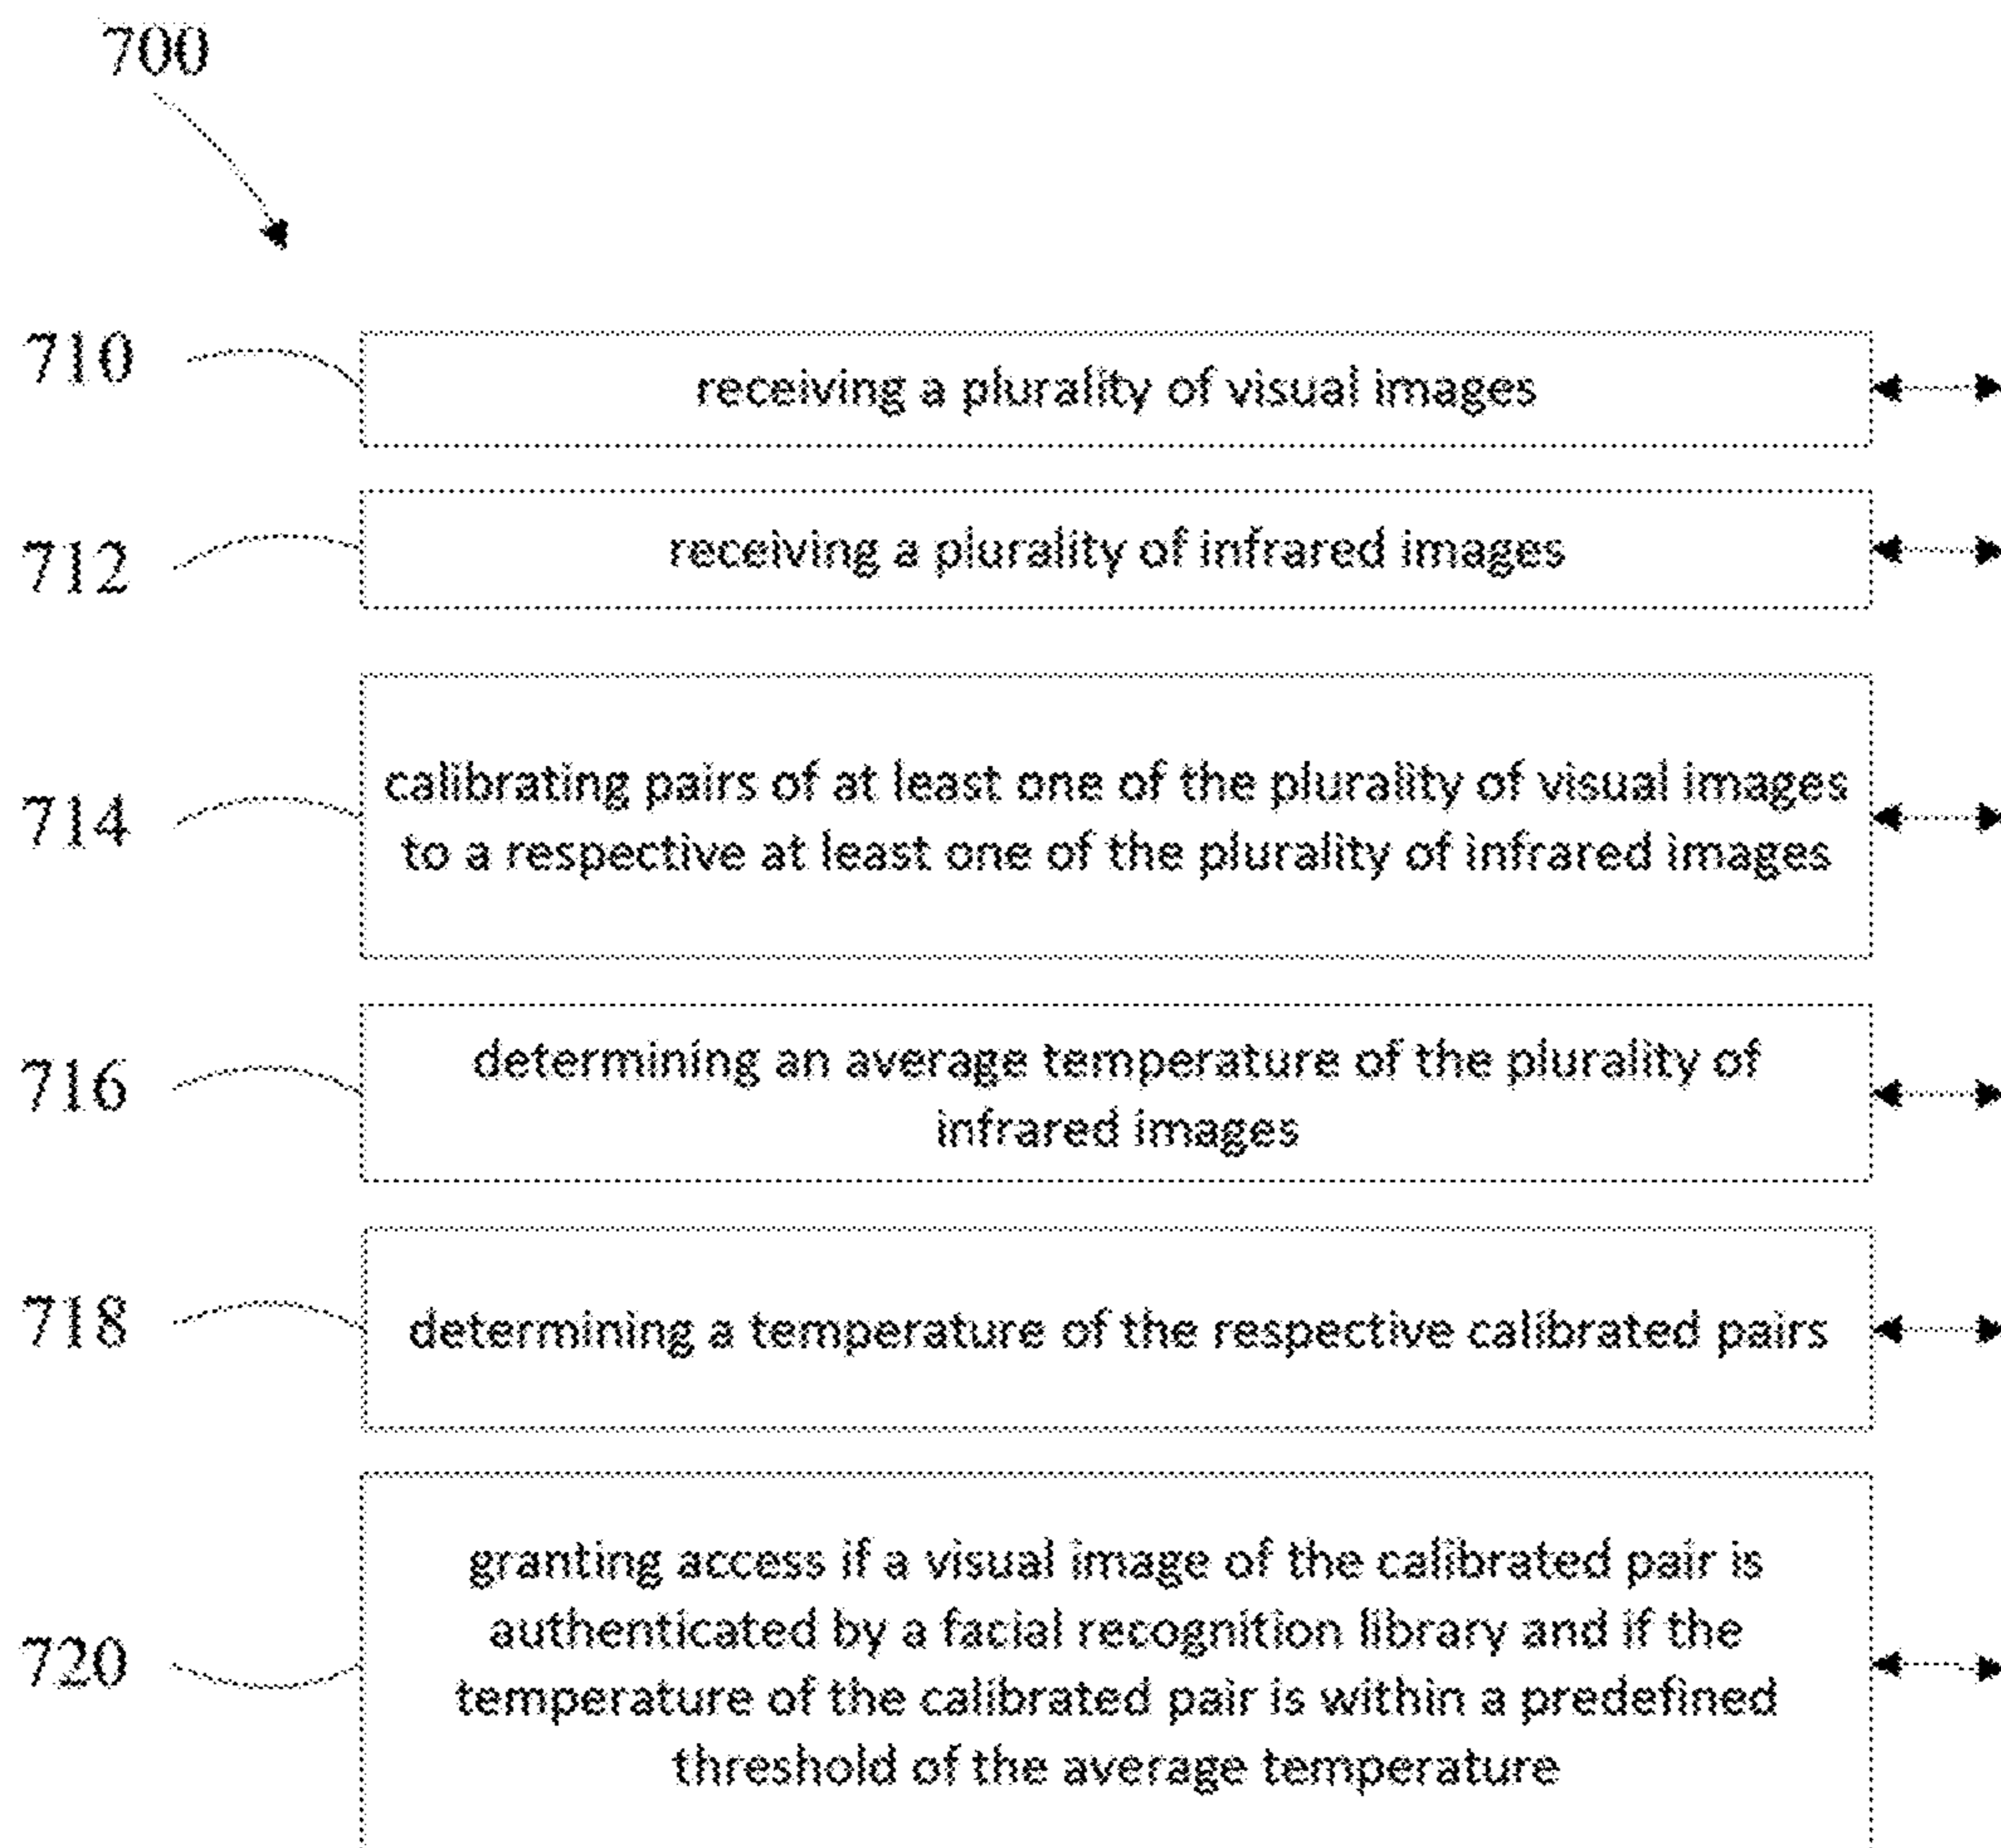 700
710
receiving a plurality of visual images
712
receiving a plurality of infrared images
714
calibrating pairs of at least one of the plurality of visual images
to a respective at least one of the plurality of infrared images
716
determining an average temperature of the plurality of
infrared images
718
determining a temperature of the respective calibrated pairs
720
granting access if a visual image of the calibrated pair is
authenticated by a facial recognition library and if the
temperature of the calibrated pair is within a predefined
threshold of the average temperature